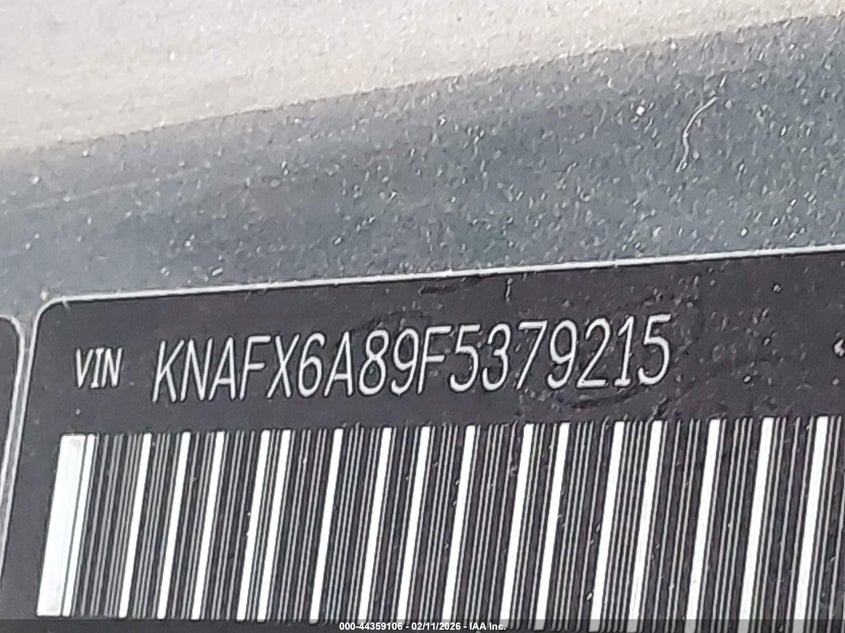 VIN KNAFX6A89F5379215
000-44359106 - 02/11/2026 - IAA Inc.